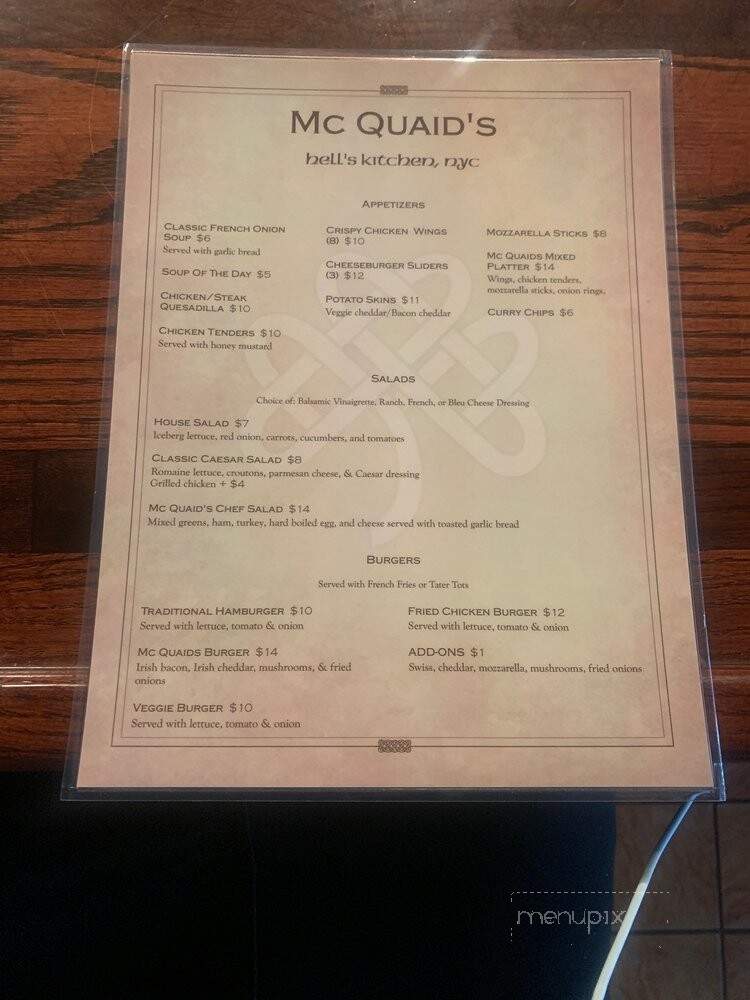 Mc Quaid's
hell's kitchen, nyc
Appetizers
Classic French Onion
Soup $6
Served with garlic bread
Soup Of The Day $5
Chicken/Steak
Quesadilla $10
Chicken Tenders $10
Served with honey mustard
Crispy Chicken Wings
(8) $10
Cheeseburger Sliders
(3) $12
Potato Skins $11
Veggie cheddar/Bacon cheddar
Mozzarella Sticks $8
Mc Quaids Mixed
Platter $14
Wings, chicken tenders,
mozzarella sticks, onion rings,
Curry Chips $6
Salads
Choice of: Balsamic Vinaigrette, Ranch, French, or Bleu Cheese Dressing
House Salad $7
Iceberg lettuce, red onion, carrots, cucumbers, and tomatoes
Classic Caesar Salad $8
Romaine lettuce, croutons, parmesan cheese, & Caesar dressing
Grilled chicken + $4
Mc Quaid's Chef Salad $14
Mixed greens, ham, turkey, hard boiled egg, and cheese served with toasted garlic bread
Burgers
Served with French Fries or Tater Tots
Traditional Hamburger $10
Served with lettuce, tomato & onion
Mc Quaids Burger $14
Irish bacon, Irish cheddar, mushrooms, & fried
onions
Veggie Burger $10
Served with lettuce, tomato & onion
Fried Chicken Burger $12
Served with lettuce, tomato & onion
ADD-ONS $1
Swiss, cheddar, mozzarella, mushrooms, fried onions
menupix